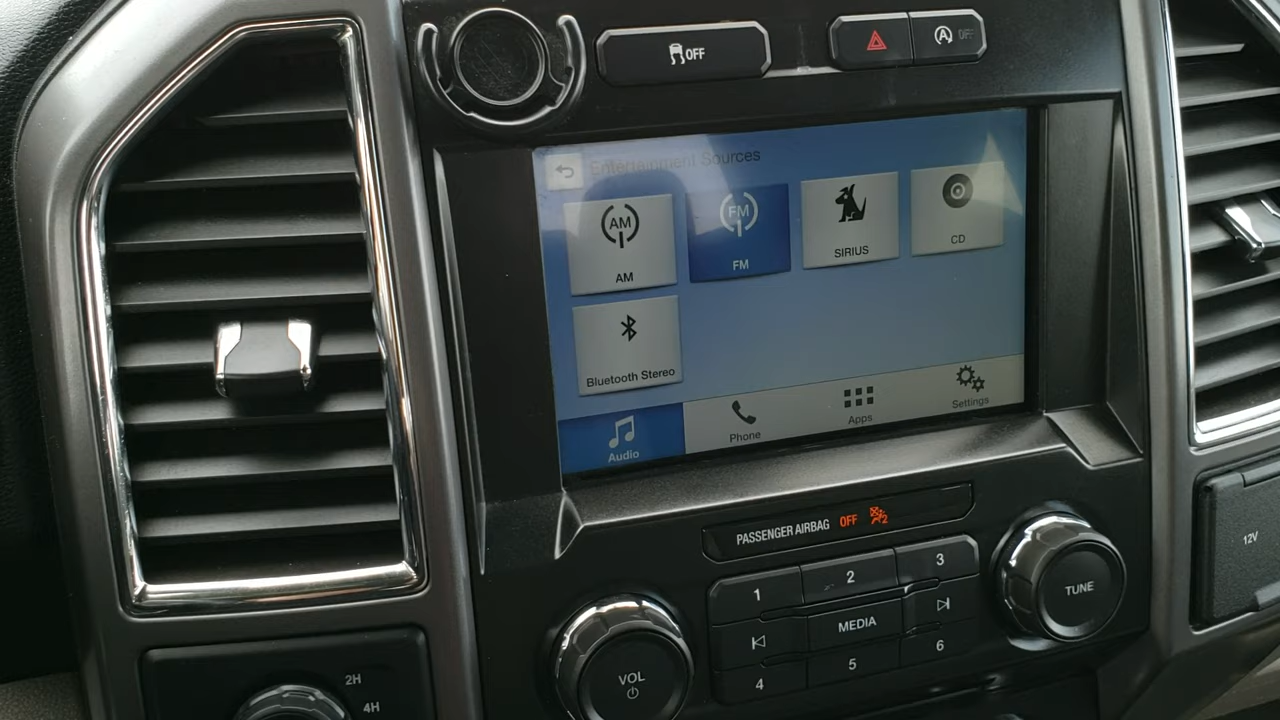 OFF
A OFF
Entertainment Sources
AM
FM
AM
FM
SIRIUS
CD
Bluetooth Stereo
Audio
Phone
Apps
Settings
PASSENGER AIRBAG OFF 2
1
2
3
MEDIA
4
5
6
VOL
TUNE
12V
2H
4H